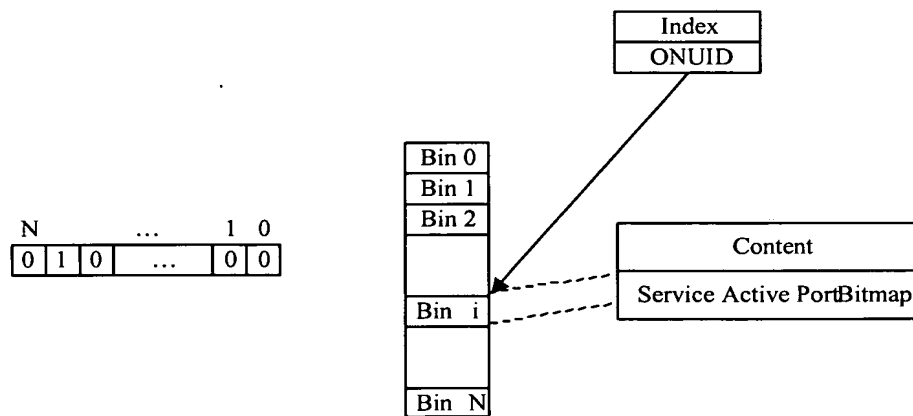 Index
ONUID
Bin 0
Bin 1
Bin 2
N ... 1 0
0 1 0 ... 0 0
Content
Service Active PortBitmap
Bin i
Bin N